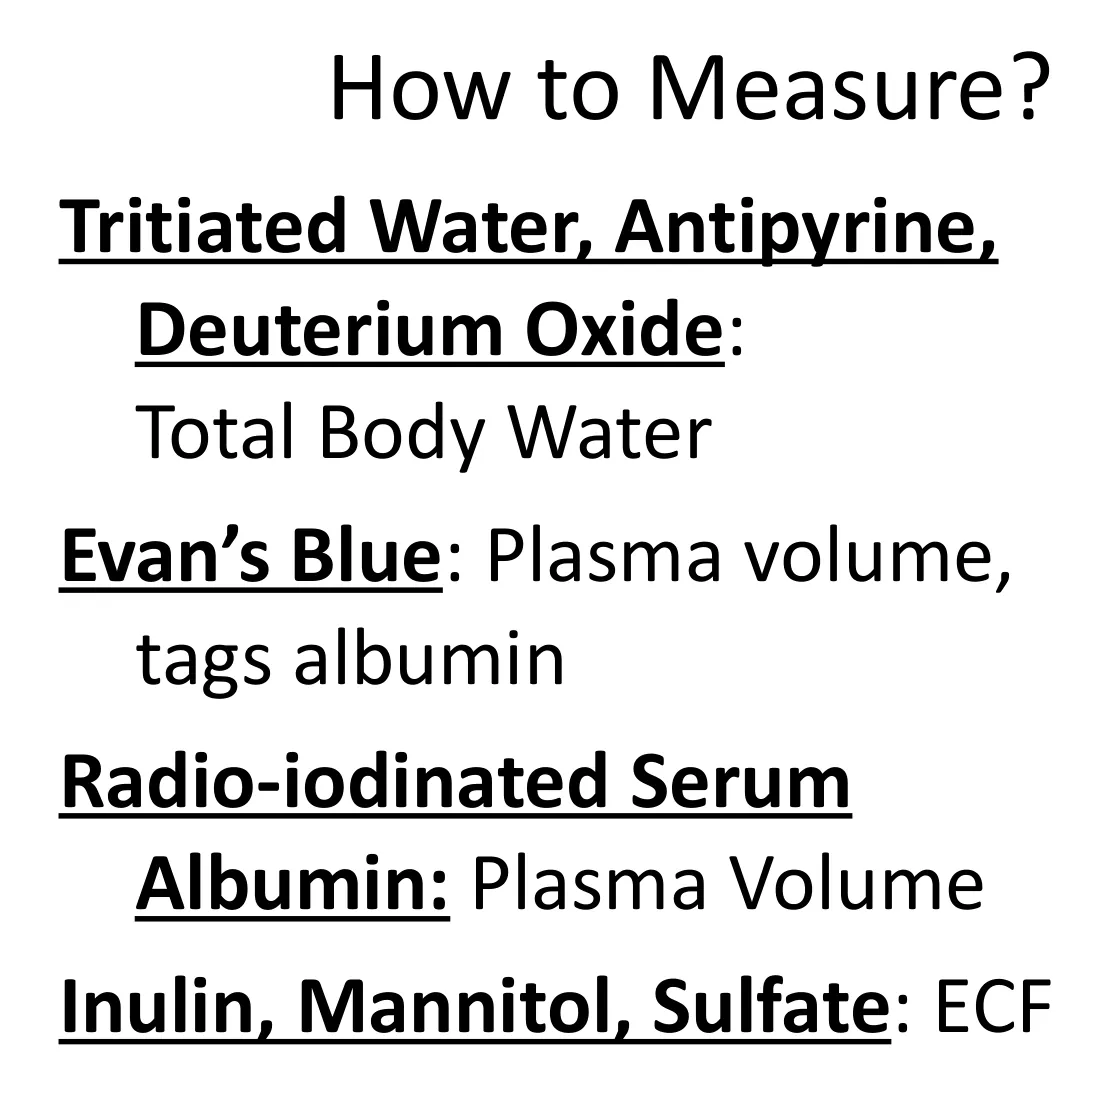 How to Measure?
Tritiated Water, Antipyrine,
Deuterium Oxide:
Total Body Water
Evan’s Blue: Plasma volume,
tags albumin
Radio-iodinated Serum
Albumin: Plasma Volume
Inulin, Mannitol, Sulfate: ECF